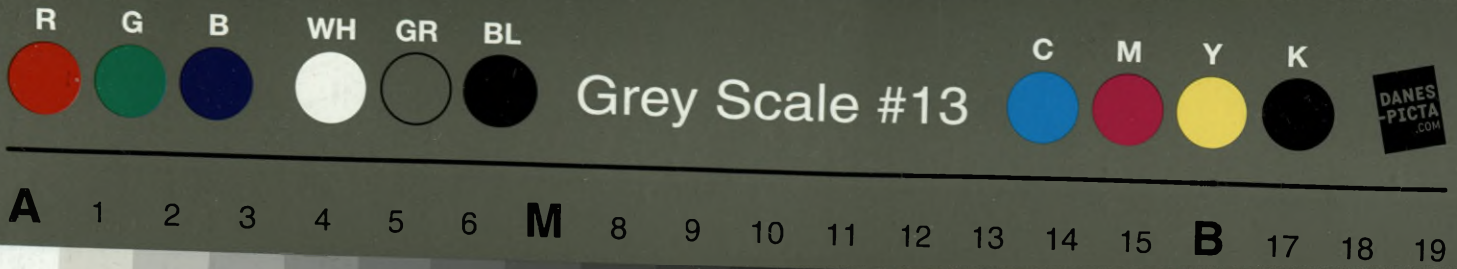 R G B WH GR BL C M Y K
Grey Scale #13
DANES
-PICTA
.COM
A 1 2 3 4 5 6 M 8 9 10 11 12 13 14 15 B 17 18 19